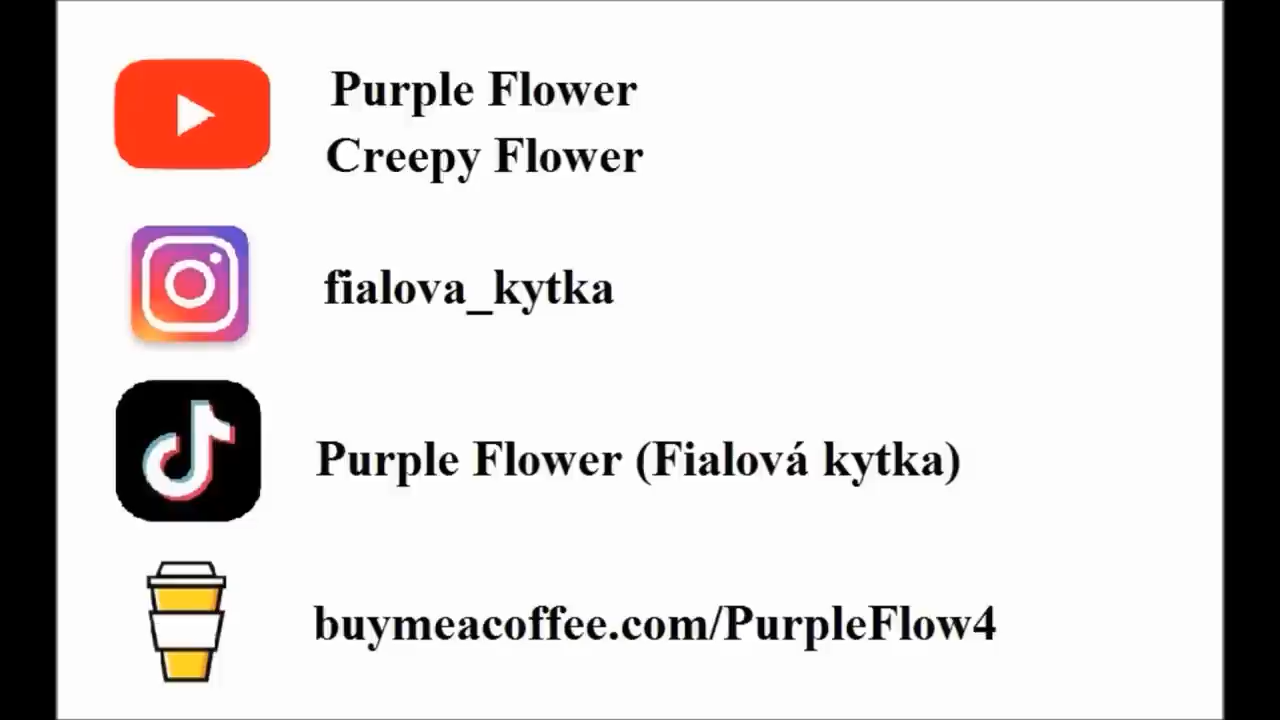 Purple Flower
Creepy Flower
fialova_kytka
Purple Flower (Fialová kytka)
buymeacoffee.com/PurpleFlow4